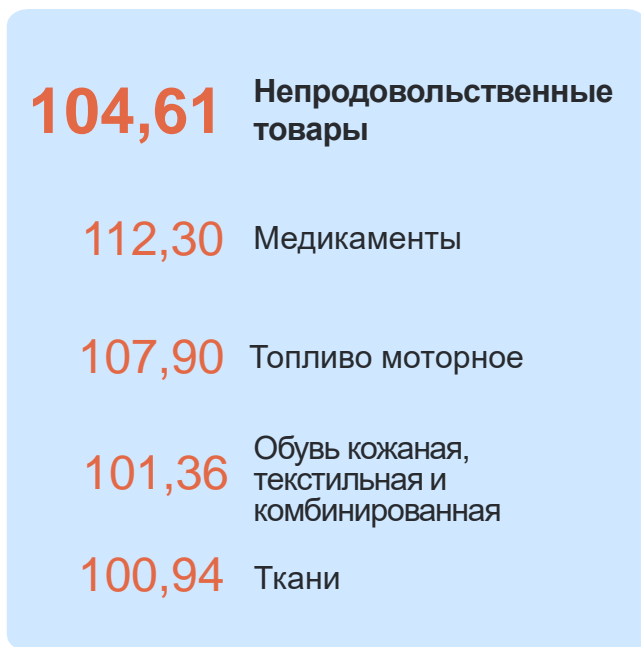 104,61 Непродовольственные
товары
112,30 Медикаменты
107,90 Топливо моторное
101,36 Обувь кожаная,
текстильная и
комбинированная
100,94 Ткани